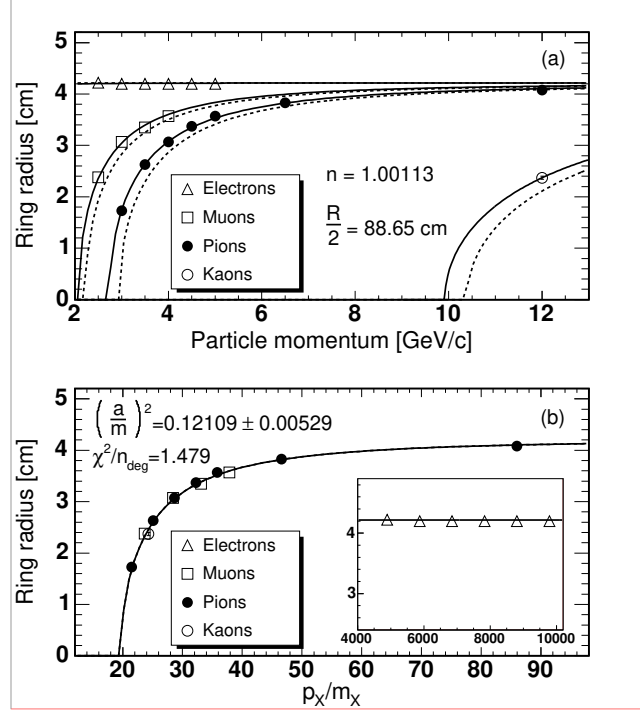 5
4
3
2
1
0
Ring radius [cm]
(a)
n = 1.00113
R/2 = 88.65 cm
Electrons
Muons
Pions
Kaons
2 4 6 8 10 12
Particle momentum [GeV/c]
5
4
3
2
1
0
Ring radius [cm]
(b)
(a/m)²=0.12109 ± 0.00529
χ²/n_deg=1.479
Electrons
Muons
Pions
Kaons
4
3
4000 6000 8000 10000
20 30 40 50 60 70 80 90
p_X/m_X